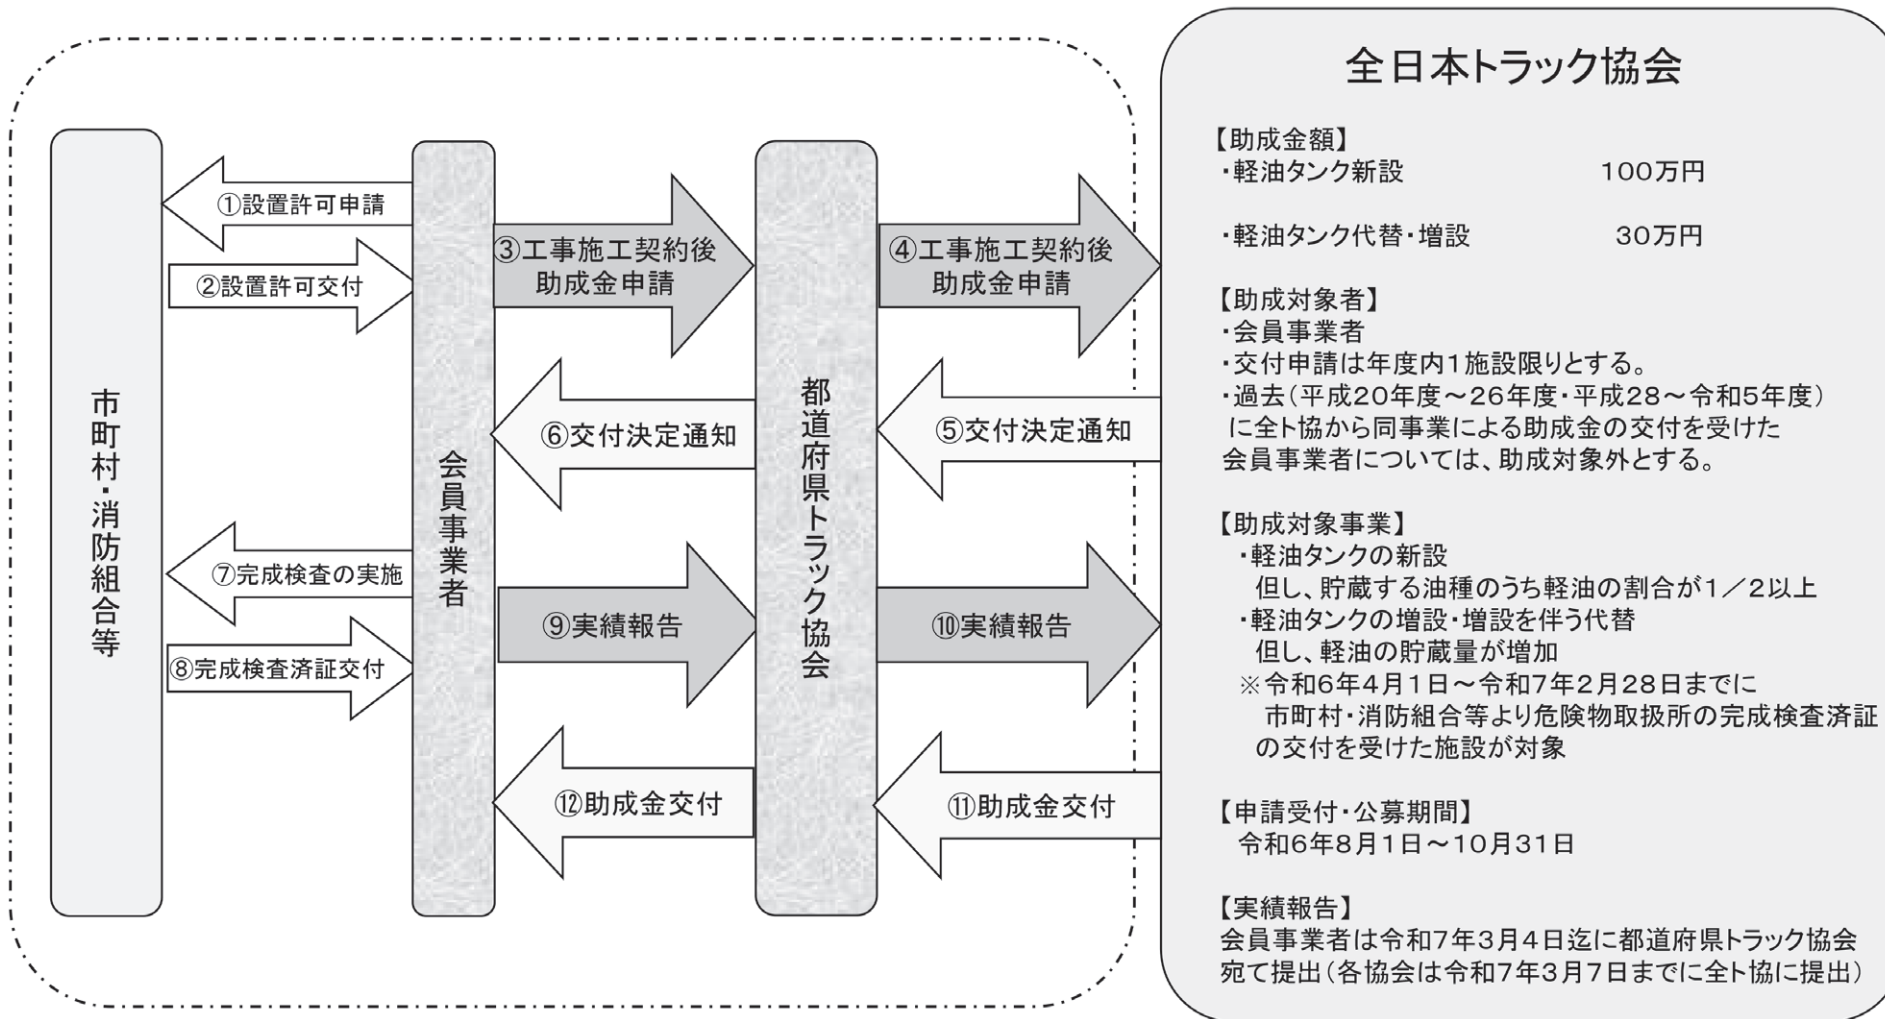 市町村・消防組合等
①設置許可申請
②設置許可交付
⑦完成検査の実施
⑧完成検査済証交付
会員事業者
③工事施工契約後
助成金申請
⑥交付決定通知
⑨実績報告
⑫助成金交付
都道府県トラック協会
④工事施工契約後
助成金申請
⑤交付決定通知
⑩実績報告
⑪助成金交付
全日本トラック協会
【助成金額】
・軽油タンク新設 100万円
・軽油タンク代替・増設 30万円
【助成対象者】
・会員事業者
・交付申請は年度内1施設限りとする。
・過去(平成20年度～26年度・平成28～令和5年度)
に全ト協から同事業による助成金の交付を受けた
会員事業者については、助成対象外とする。
【助成対象事業】
・軽油タンクの新設
但し、貯蔵する油種のうち軽油の割合が1／2以上
・軽油タンクの増設・増設を伴う代替
但し、軽油の貯蔵量が増加
※令和6年4月1日～令和7年2月28日までに
市町村・消防組合等より危険物取扱所の完成検査済証
の交付を受けた施設が対象
【申請受付・公募期間】
令和6年8月1日～10月31日
【実績報告】
会員事業者は令和7年3月4日迄に都道府県トラック協会
宛て提出(各協会は令和7年3月7日までに全ト協に提出)